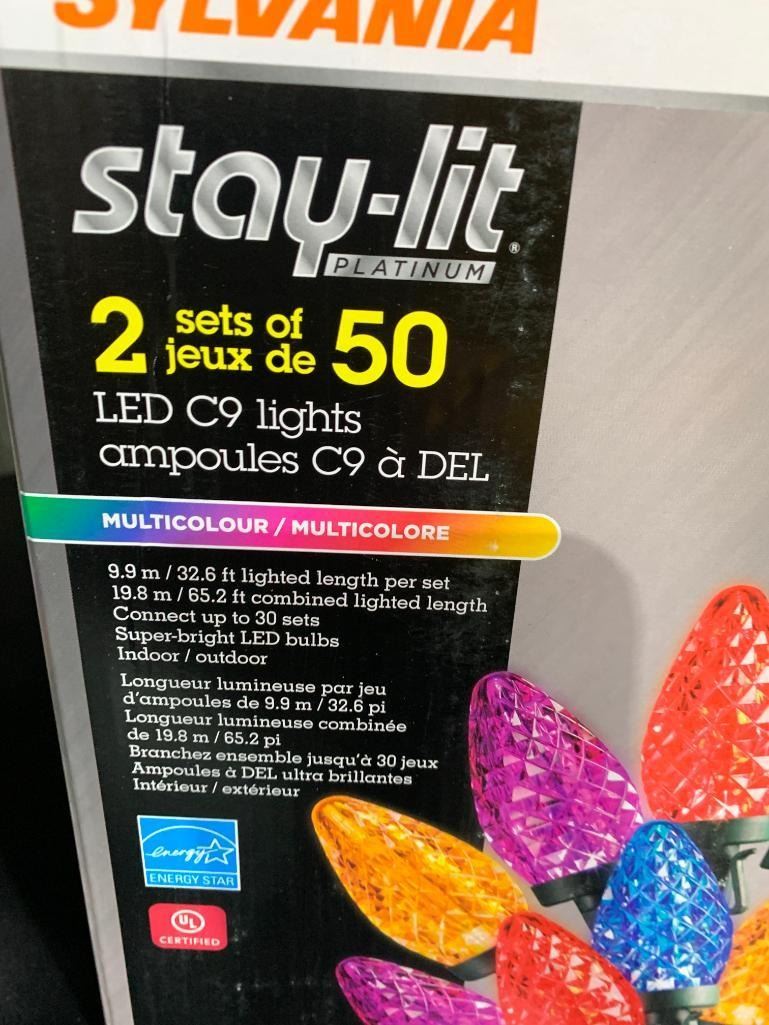 SYLVANIA
stay-lit®
PLATINUM
2 sets of 50
jeux de
LED C9 lights
ampoules C9 à DEL
MULTICOLOUR / MULTICOLORE
9.9 m / 32.6 ft lighted length per set
19.8 m / 65.2 ft combined lighted length
Connect up to 30 sets
Super-bright LED bulbs
Indoor / outdoor
Longueur lumineuse par jeu
d'ampoules de 9.9 m / 32.6 pi
Longueur lumineuse combinée
de 19.8 m / 65.2 pi
Branchez ensemble jusqu'à 30 jeux
Ampoules à DEL ultra brillantes
Intérieur / extérieur
energy
ENERGY STAR
UL
CERTIFIED